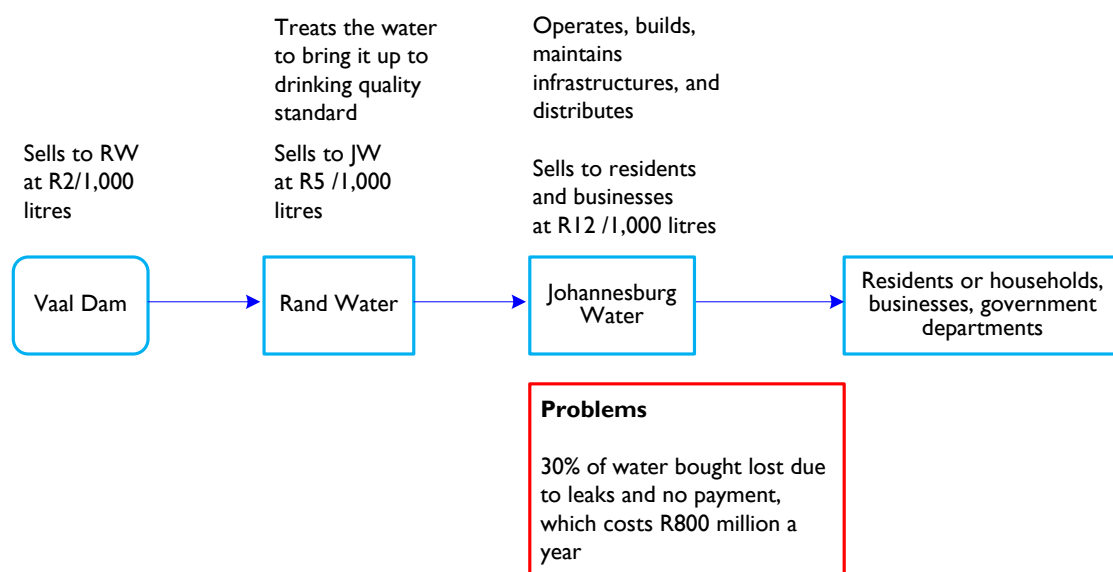 Treats the water
to bring it up to
drinking quality
standard
Operates, builds,
maintains
infrastructures, and
distributes
Sells to RW
at R2/1,000
litres
Sells to JW
at R5 /1,000
litres
Sells to residents
and businesses
at R12 /1,000 litres
Vaal Dam
Rand Water
Johannesburg
Water
Residents or households,
businesses, government
departments
Problems
30% of water bought lost due
to leaks and no payment,
which costs R800 million a
year